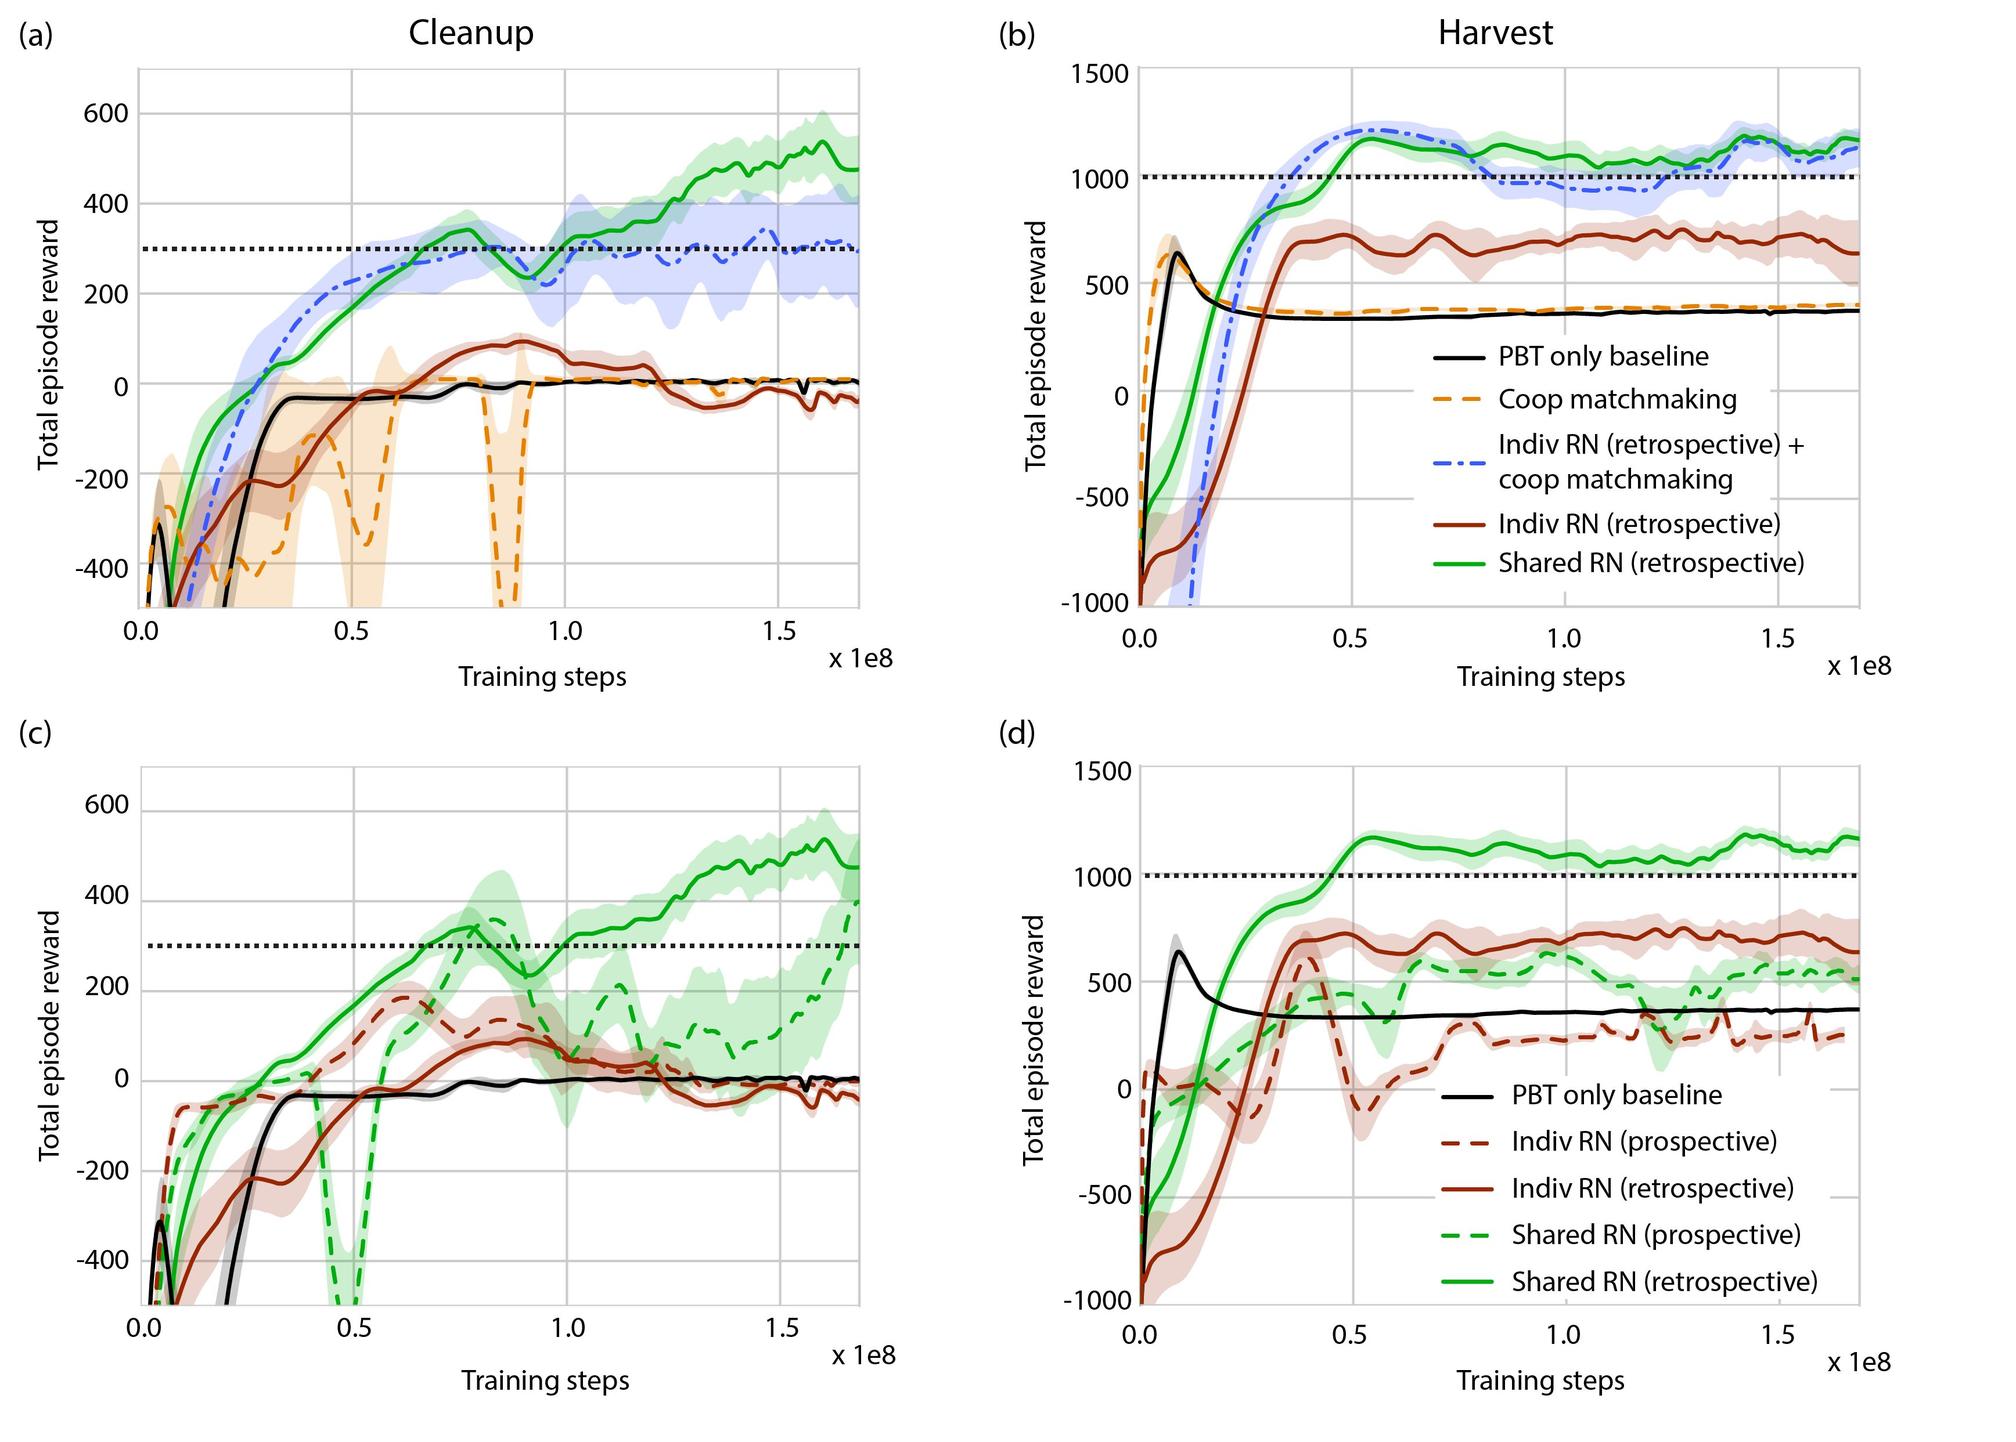 (a)
Cleanup
Total episode reward
600
400
200
0
-200
-400
0.0
0.5
1.0
1.5
x 1e8
Training steps
(b)
Harvest
Total episode reward
1500
1000
500
0
-500
-1000
PBT only baseline
Coop matchmaking
Indiv RN (retrospective) +
coop matchmaking
Indiv RN (retrospective)
Shared RN (retrospective)
0.0
0.5
1.0
1.5
x 1e8
Training steps
(c)
Total episode reward
600
400
200
0
-200
-400
0.0
0.5
1.0
1.5
x 1e8
Training steps
(d)
Total episode reward
1500
1000
500
0
-500
-1000
PBT only baseline
Indiv RN (prospective)
Indiv RN (retrospective)
Shared RN (prospective)
Shared RN (retrospective)
0.0
0.5
1.0
1.5
x 1e8
Training steps